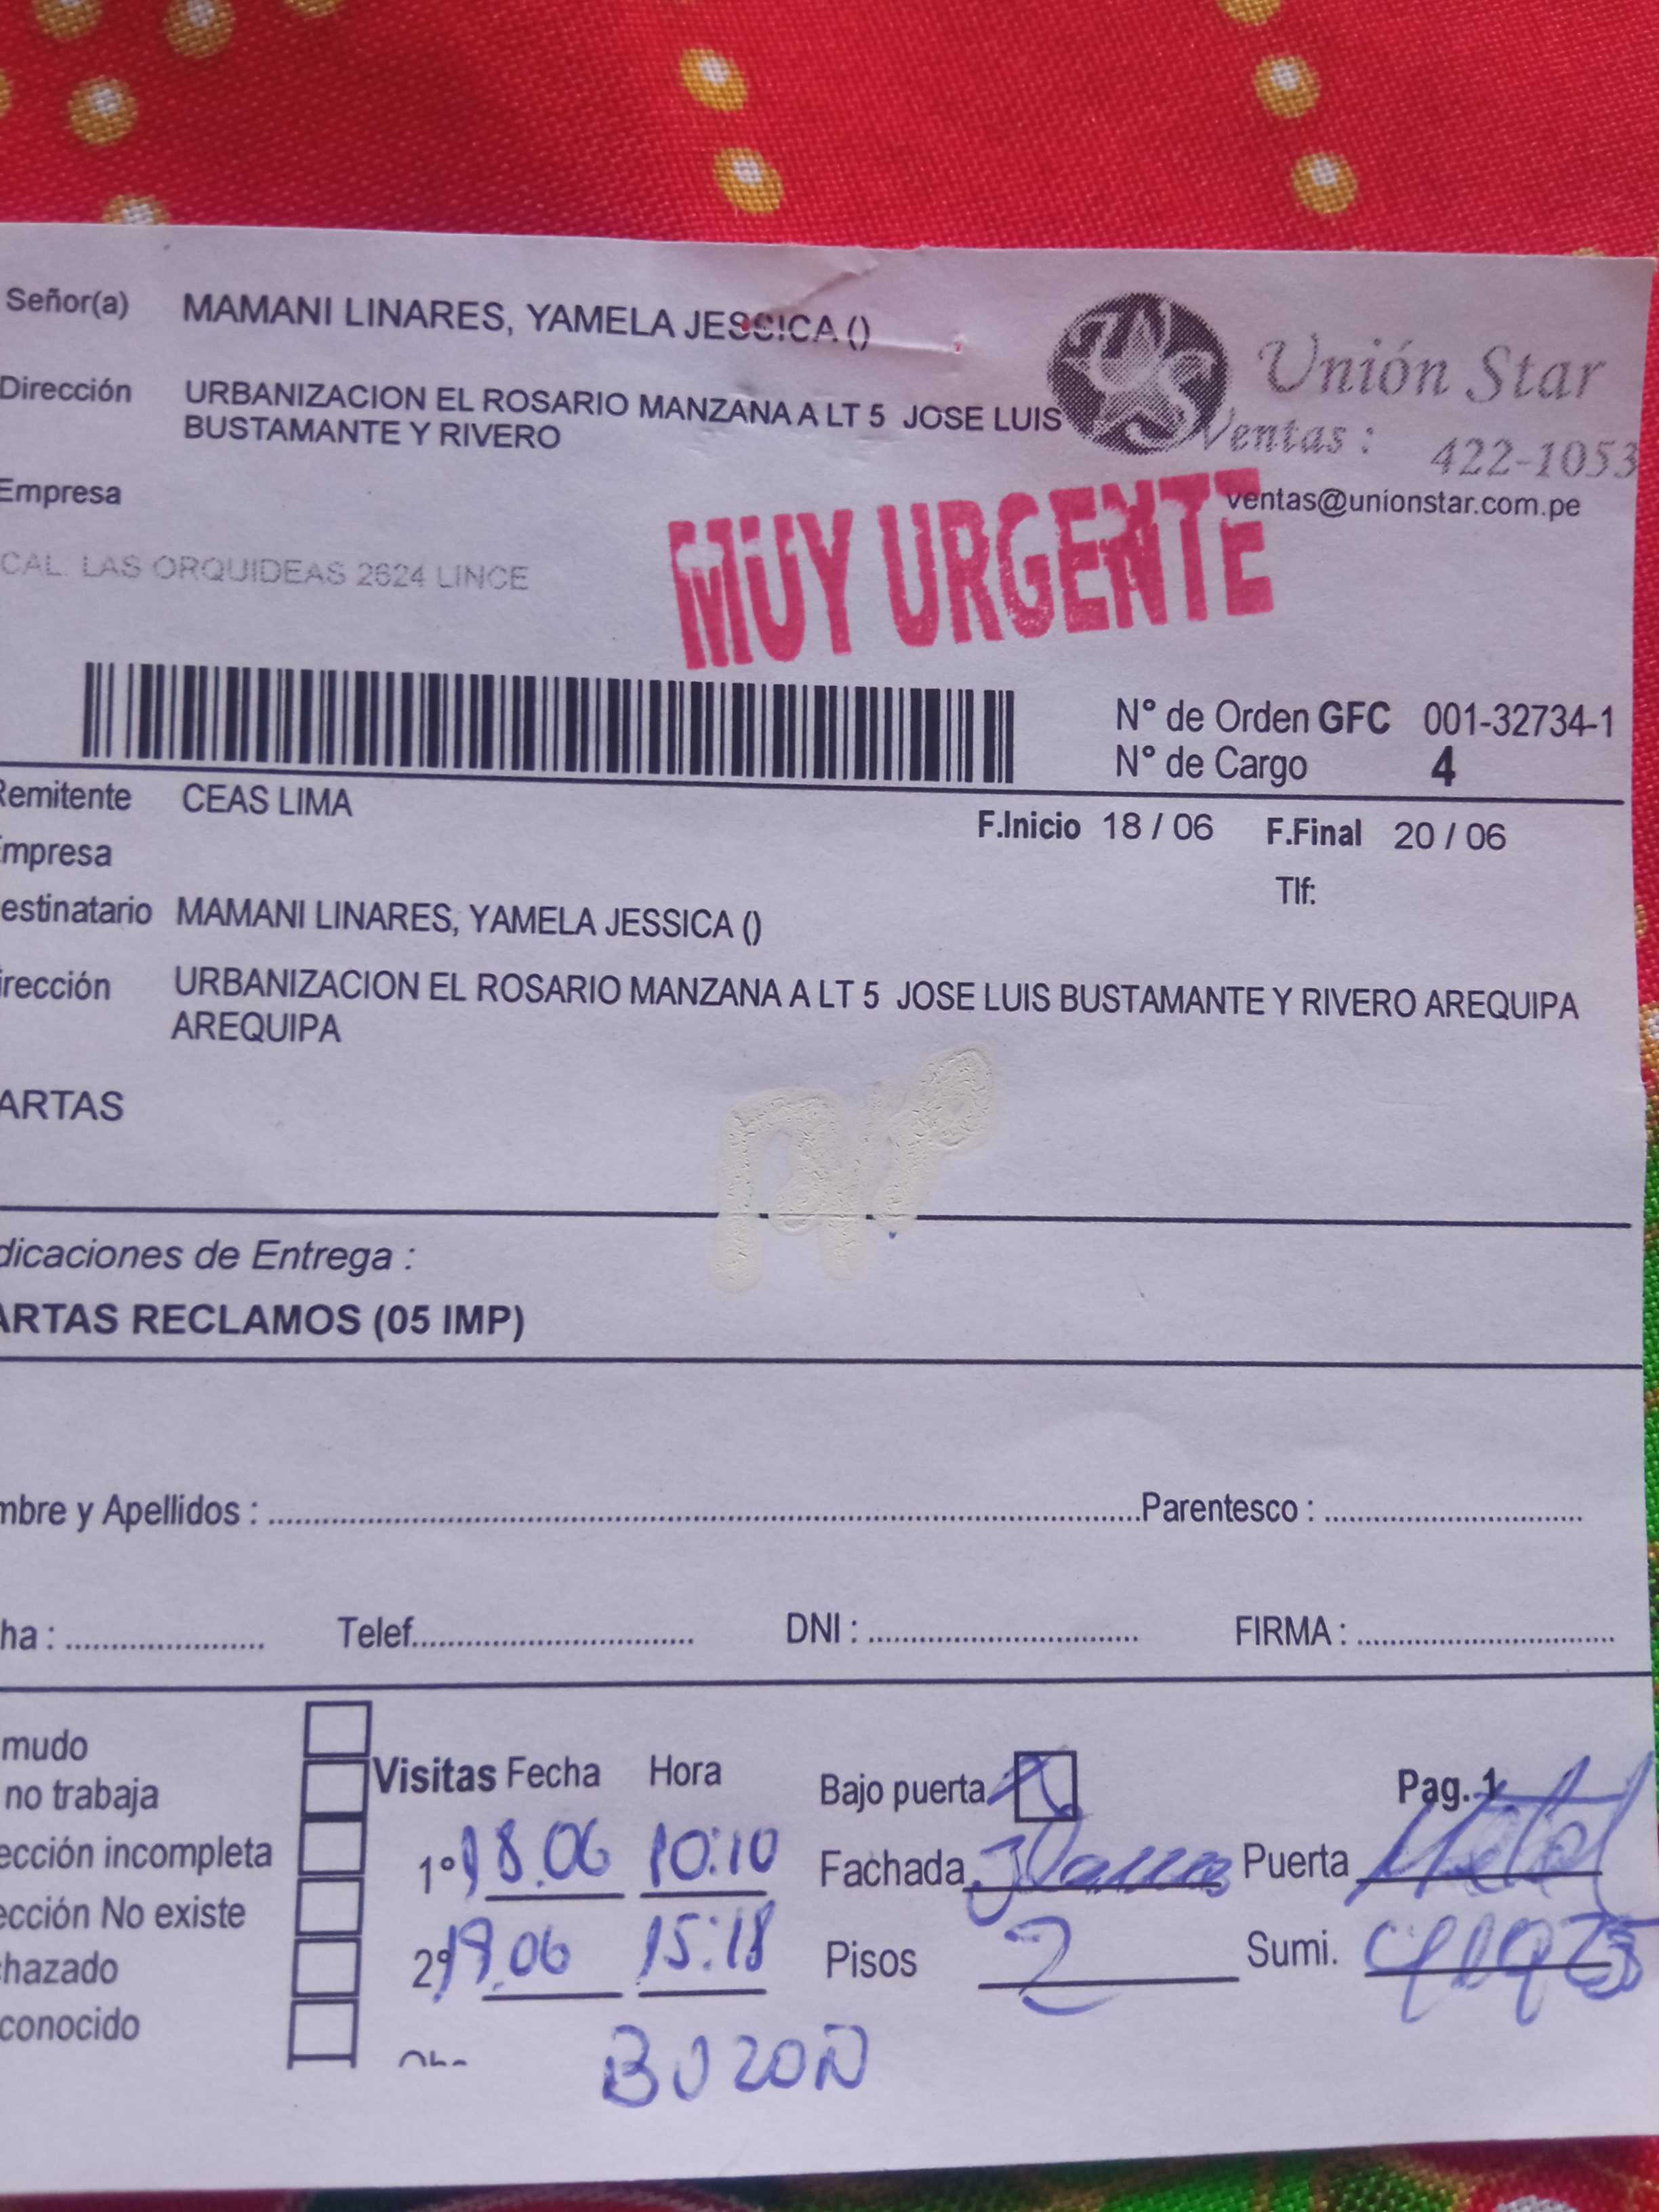 Señor(a) MAMANI LINARES, YAMELA JESSICA ()
Unión Star
Dirección URBANIZACION EL ROSARIO MANZANA A LT 5 JOSE LUIS
BUSTAMANTE Y RIVERO
Ventas : 422-1053
Empresa
ventas@unionstar.com.pe
MUY URGENTE
CAL. LAS ORQUIDEAS 2624 LINCE
N° de Orden GFC 001-32734-1
N° de Cargo 4
Remitente CEAS LIMA
F.Inicio 18 / 06 F.Final 20 / 06
Empresa
Tlf:
estinatario MAMANI LINARES, YAMELA JESSICA ()
irección URBANIZACION EL ROSARIO MANZANA A LT 5 JOSE LUIS BUSTAMANTE Y RIVERO AREQUIPA
AREQUIPA
ARTAS
dicaciones de Entrega :
ARTAS RECLAMOS (05 IMP)
mbre y Apellidos : Parentesco :
ha : Telef. DNI : FIRMA :
mudo
no trabaja
ección incompleta
ección No existe
hazado
conocido
Visitas Fecha Hora
1° 18.06 10:10
2° 19.06 15:18
BUZON
Bajo puerta
Fachada
Pisos 2
Pag. 1
Puerta Metal
Sumi.